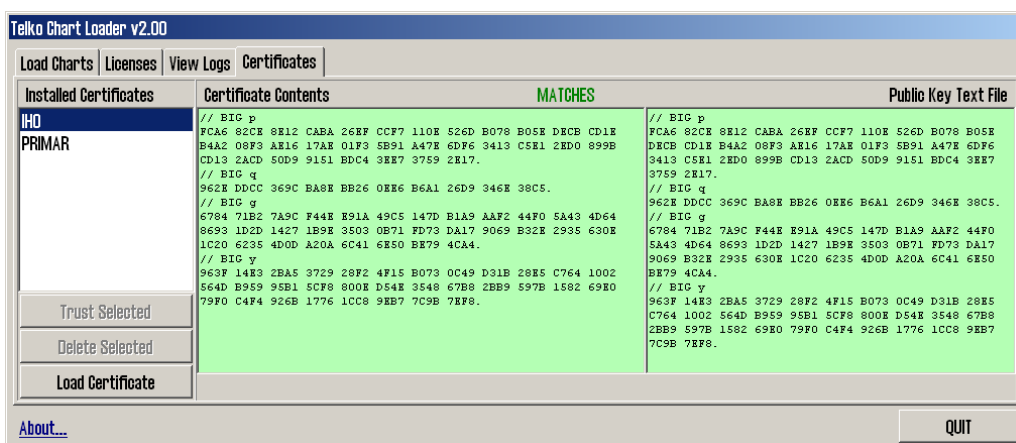 Telko Chart Loader v2.00
Load Charts Licenses View Logs Certificates
Installed Certificates
IHO
PRIMAR
Trust Selected
Delete Selected
Load Certificate
Certificate Contents MATCHES Public Key Text File
// BIG p
FCA6 82CE 8E12 CABA 26EF CCF7 110E 526D B078 B05E DECB CD1E
B4A2 08F3 AE16 17AE 01F3 5B91 A47E 6DF6 3413 C5E1 2ED0 899B
CD13 2ACD 50D9 9151 BDC4 3EE7 3759 2E17.
// BIG q
962E DDCC 369C BA8E BB26 0EE6 B6A1 26D9 346E 38C5.
// BIG g
6784 71B2 7A9C F44E E91A 49C5 147D B1A9 AAF2 44F0 5A43 4D64
8693 1D2D 1427 1B9E 3503 0B71 FD73 DA17 9069 B32E 2935 630E
1C20 6235 4D0D A20A 6C41 6E50 BE79 4CA4.
// BIG y
963F 14E3 2BA5 3729 28F2 4F15 B073 0C49 D31B 28E5 C764 1002
564D B959 95B1 5CF8 800E D54E 3548 67B8 2BB9 597B 1582 69E0
79F0 C4F4 926B 1776 1CC8 9EB7 7C9B 7EF8.
// BIG p
FCA6 82CE 8E12 CABA 26EF CCF7 110E 526D B078 B05E
DECB CD1E B4A2 08F3 AE16 17AE 01F3 5B91 A47E 6DF6
3413 C5E1 2ED0 899B CD13 2ACD 50D9 9151 BDC4 3EE7
3759 2E17.
// BIG q
962E DDCC 369C BA8E BB26 0EE6 B6A1 26D9 346E 38C5.
// BIG g
6784 71B2 7A9C F44E E91A 49C5 147D B1A9 AAF2 44F0
5A43 4D64 8693 1D2D 1427 1B9E 3503 0B71 FD73 DA17
9069 B32E 2935 630E 1C20 6235 4D0D A20A 6C41 6E50
BE79 4CA4.
// BIG y
963F 14E3 2BA5 3729 28F2 4F15 B073 0C49 D31B 28E5
C764 1002 564D B959 95B1 5CF8 800E D54E 3548 67B8
2BB9 597B 1582 69E0 79F0 C4F4 926B 1776 1CC8 9EB7
7C9B 7EF8.
About...
QUIT